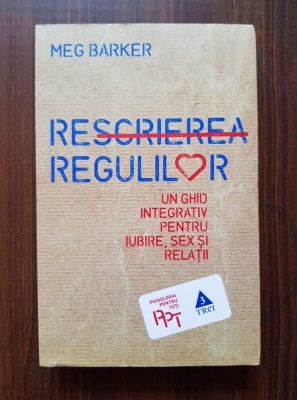 MEG BARKER
RESCRIEREA
REGULILOR
UN GHID
INTEGRATIV
PENTRU
IUBIRE, SEX ȘI
RELAȚII
PSIHOLOGIA
PENTRU
TOȚI
PPT
3
TREI